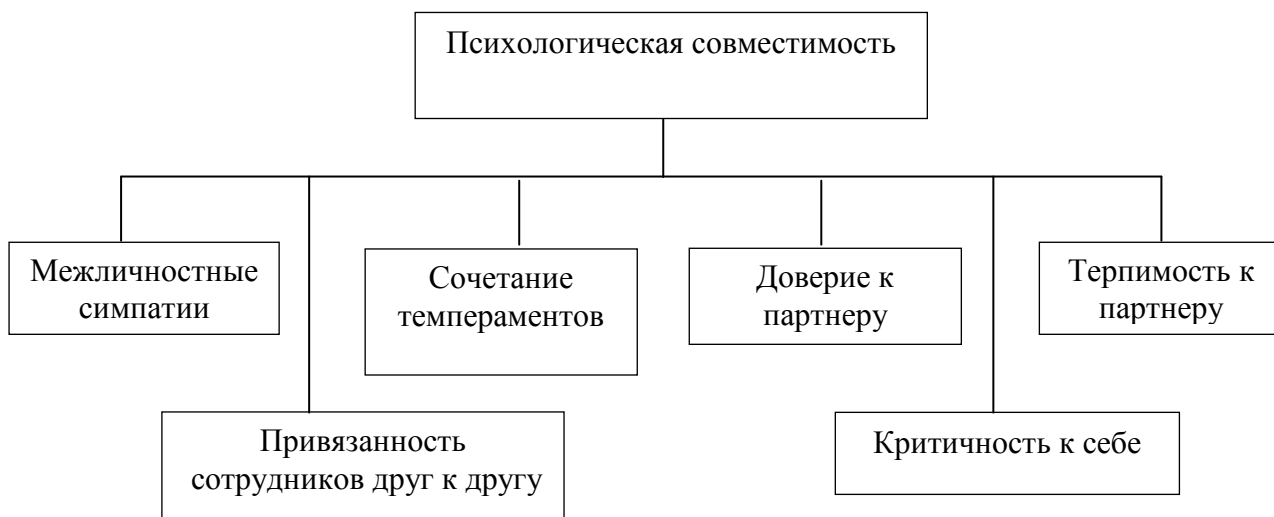 Психологическая совместимость
Межличностные
симпатии
Сочетание
темпераментов
Доверие к
партнеру
Терпимость к
партнеру
Привязанность
сотрудников друг к другу
Критичность к себе